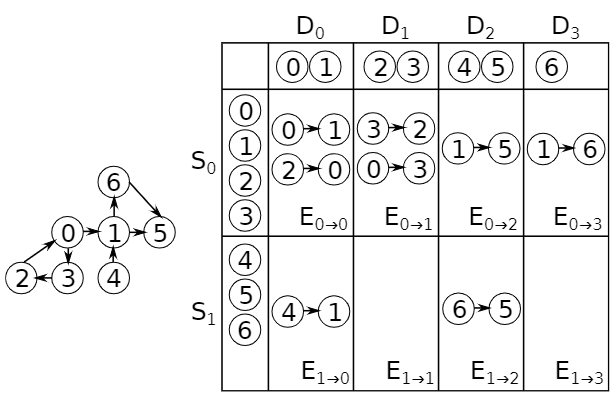 D₀ D₁ D₂ D₃
0 1 2 3 4 5 6
S₀
0
1
2
3
0 → 1 3 → 2 1 → 5 1 → 6
2 → 0 0 → 3
E₀→₀ E₀→₁ E₀→₂ E₀→₃
S₁
4
5
6
4 → 1 6 → 5
E₁→₀ E₁→₁ E₁→₂ E₁→₃
6
0 1 5
2 3 4